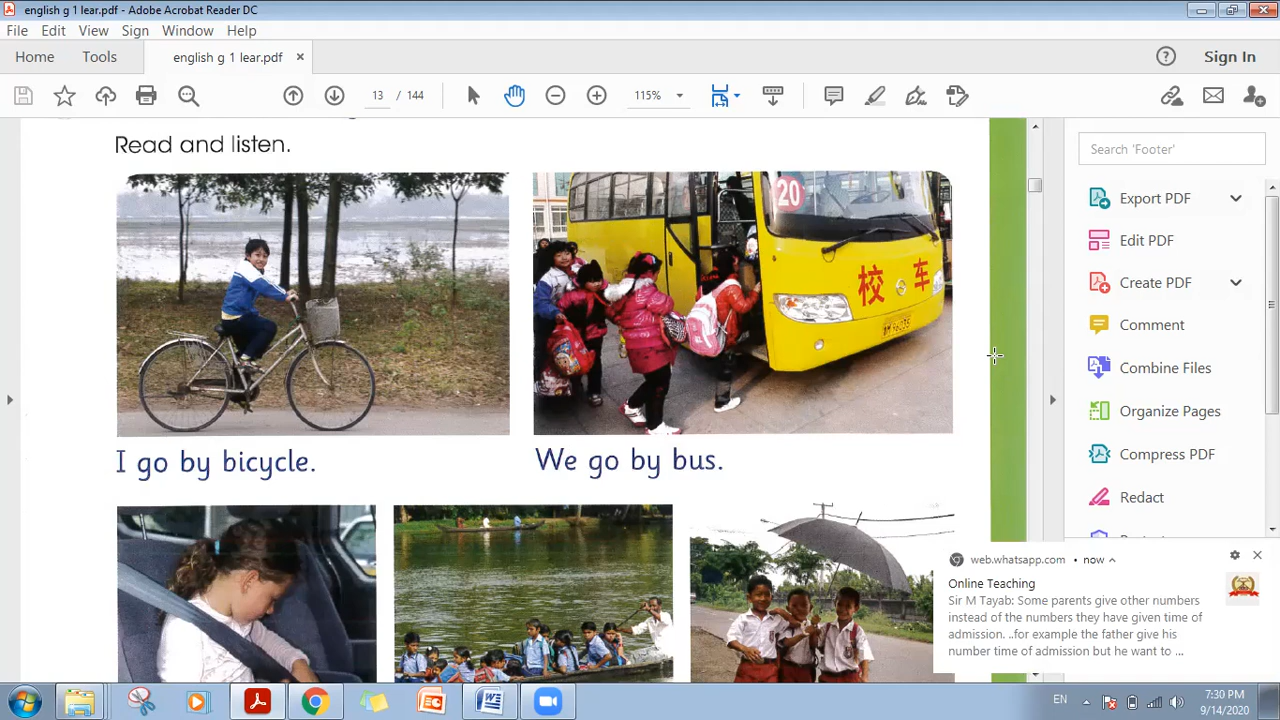 english g 1 lear.pdf - Adobe Acrobat Reader DC
File Edit View Sign Window Help
Home Tools english g 1 lear.pdf × Sign In
13 / 144 115%
Read and listen.
20
校 车
I go by bicycle.
We go by bus.
Search 'Footer'
Export PDF
Edit PDF
Create PDF
Comment
Combine Files
Organize Pages
Compress PDF
Redact
web.whatsapp.com • now
Online Teaching
Sir M Tayab: Some parents give other numbers
instead of the numbers they have given time of
admission. ..for example the father give his
number time of admission but he want to ...
EN
7:30 PM
9/14/2020